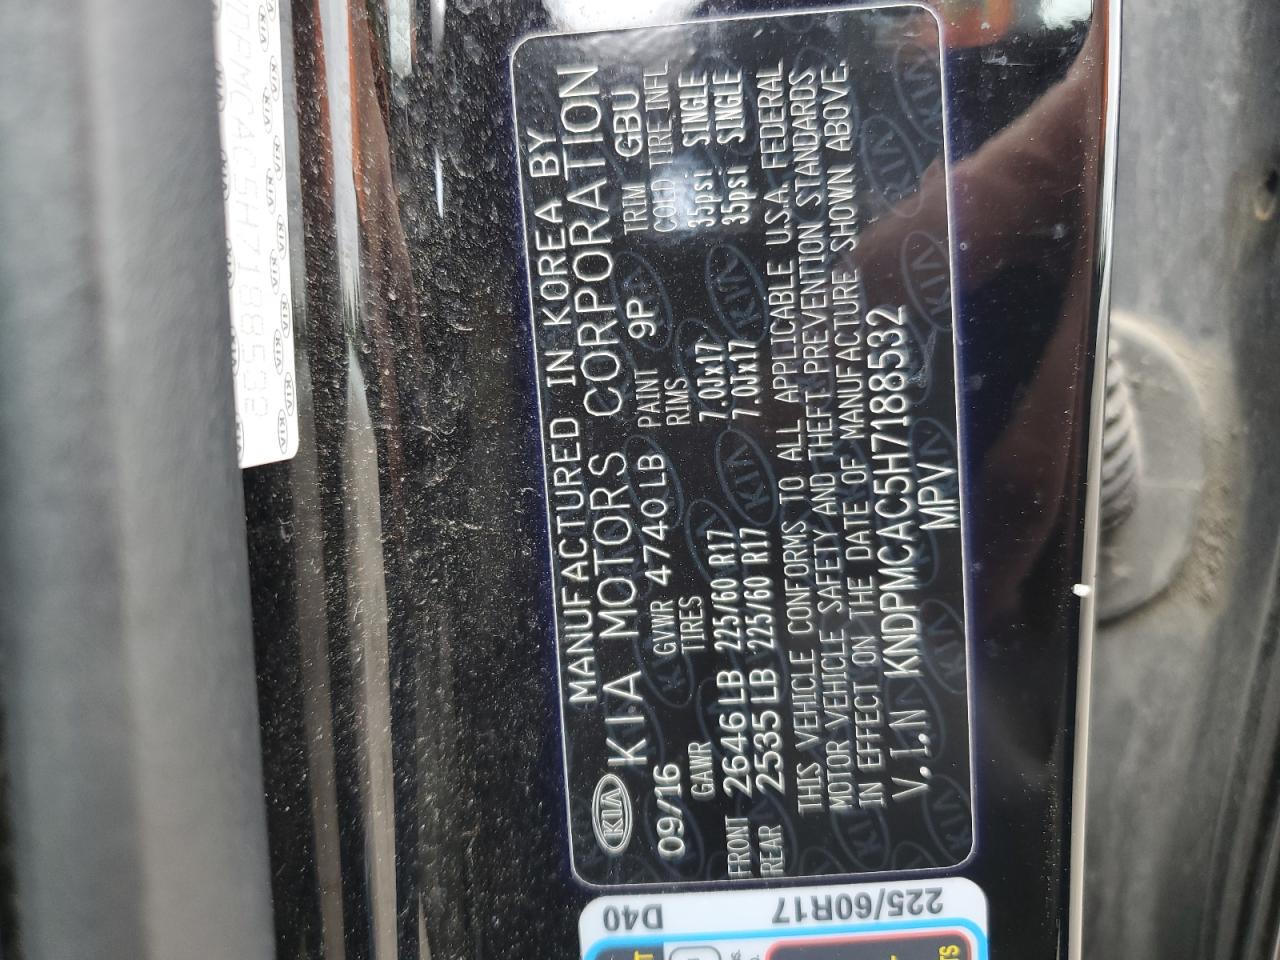 MANUFACTURED IN KOREA BY
KIA KIA MOTORS CORPORATION
09/16 GVWR 4740LB PAINT 9P TRIM GBU
GAWR TIRES RIMS COLD TIRE INFL
FRONT 2646LB 225/60 R17 7.0Jx17 35psi SINGLE
REAR 2535LB 225/60 R17 7.0Jx17 35psi SINGLE
THIS VEHICLE CONFORMS TO ALL APPLICABLE U.S.A. FEDERAL
MOTOR VEHICLE SAFETY AND THEFT PREVENTION STANDARDS
IN EFFECT ON THE DATE OF MANUFACTURE SHOWN ABOVE.
V.I.N KNDPMCAC5H7188532
MPV
225/60R17
D40